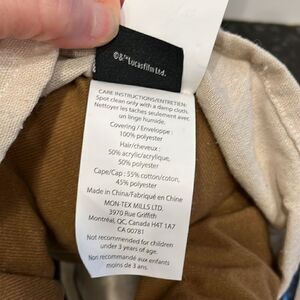 ©&™Lucasfilm Ltd.
CARE INSTRUCTIONS/ENTRETIEN:
Spot clean only with a damp cloth.
Nettoyer les taches seulement avec
un linge humide.
Covering / Enveloppe :
100% polyester
Hair/cheveux :
50% acrylic/acrylique,
50% polyester
Cape/Cap : 55% cotton/coton,
45% polyester
Made in China/Fabriqué en Chine
MON-TEX MILLS LTD.
3970 Rue Griffith
Montréal, QC. Canada H4T 1A7
CA 00781
Not recommended for children
under 3 years of age.
Non recommandé aux enfants
moins de 3 ans.